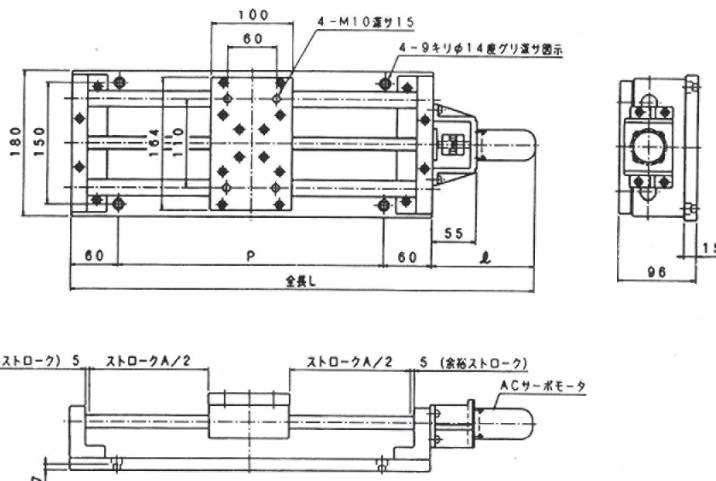 100
60
4-M10深サ15
4-9キリφ14座グリ深サ図示
180
150
164
110
60
P
60
55
ℓ
全長L
96
15
ストローク) 5
ストロークA/2
ストロークA/2
5 (余裕ストローク)
ACサーボモータ
7